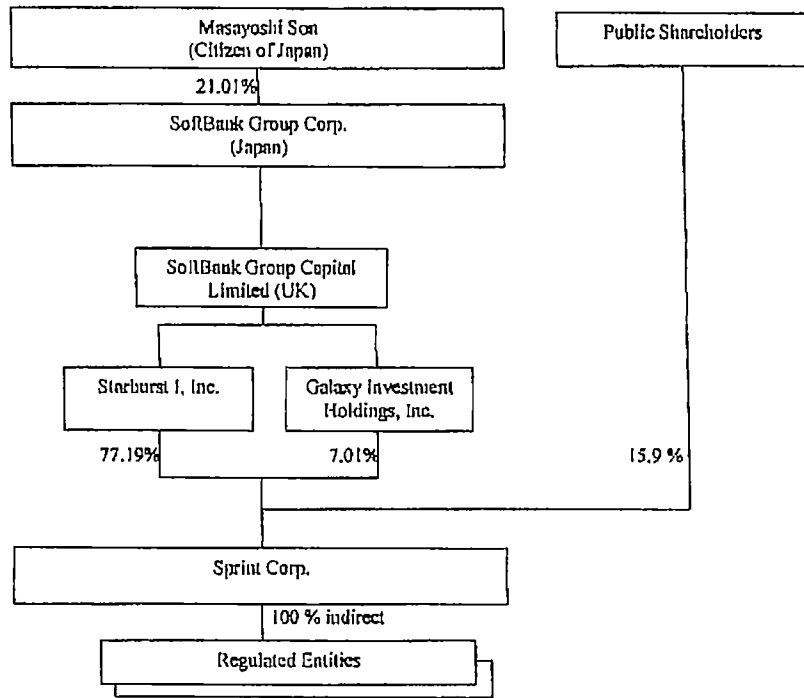 Masayoshi Son
(Citizen of Japan)
Public Shareholders
21.01%
SoftBank Group Corp.
(Japan)
SoftBank Group Capital
Limited (UK)
Starburst I, Inc.
Galaxy Investment
Holdings, Inc.
77.19%
7.01%
15.9 %
Sprint Corp.
100 % indirect
Regulated Entities